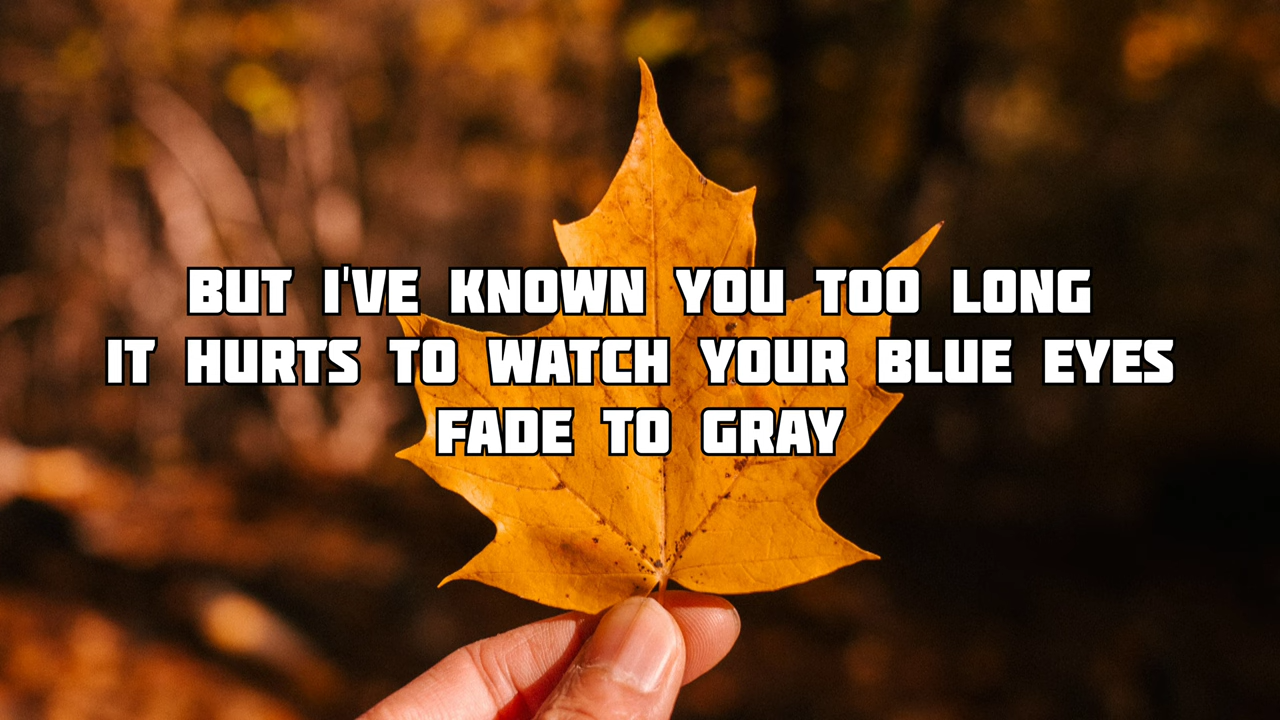 BUT I'VE KNOWN YOU TOO LONG
IT HURTS TO WATCH YOUR BLUE EYES
FADE TO GRAY